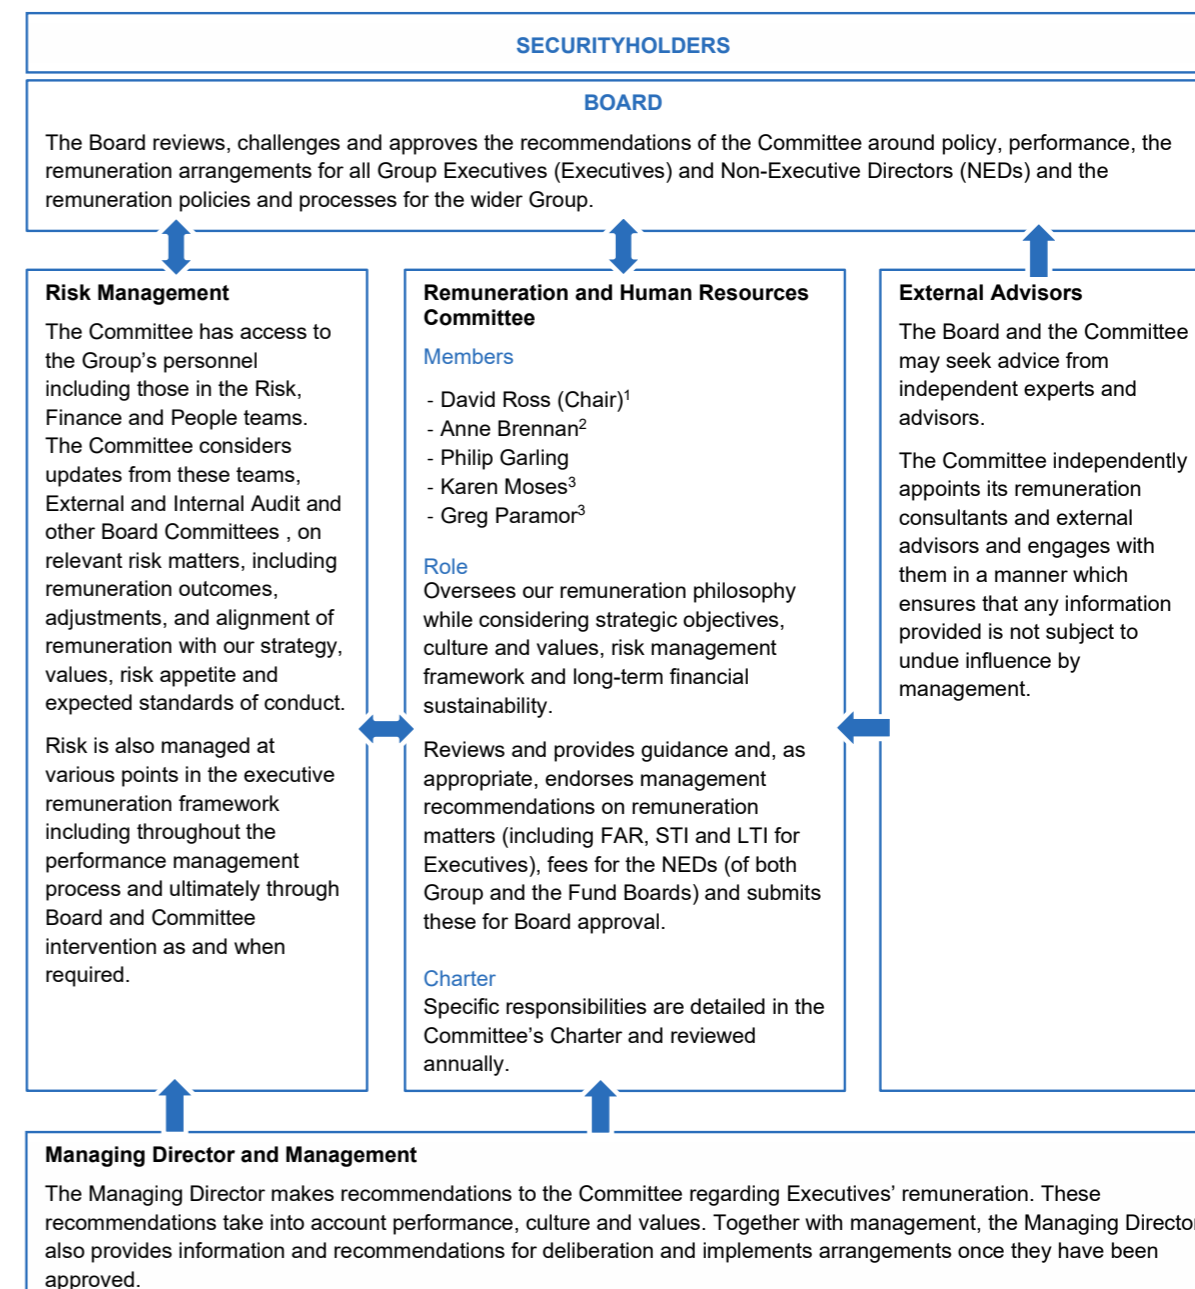 SECURITYHOLDERS
BOARD
The Board reviews, challenges and approves the recommendations of the Committee around policy, performance, the
remuneration arrangements for all Group Executives (Executives) and Non-Executive Directors (NEDs) and the
remuneration policies and processes for the wider Group.
Risk Management
The Committee has access to
the Group’s personnel
including those in the Risk,
Finance and People teams.
The Committee considers
updates from these teams,
External and Internal Audit and
other Board Committees , on
relevant risk matters, including
remuneration outcomes,
adjustments, and alignment of
remuneration with our strategy,
values, risk appetite and
expected standards of conduct.
Risk is also managed at
various points in the executive
remuneration framework
including throughout the
performance management
process and ultimately through
Board and Committee
intervention as and when
required.
Remuneration and Human Resources
Committee
Members
- David Ross (Chair)¹
- Anne Brennan²
- Philip Garling
- Karen Moses³
- Greg Paramor³
Role
Oversees our remuneration philosophy
while considering strategic objectives,
culture and values, risk management
framework and long-term financial
sustainability.
Reviews and provides guidance and, as
appropriate, endorses management
recommendations on remuneration
matters (including FAR, STI and LTI for
Executives), fees for the NEDs (of both
Group and the Fund Boards) and submits
these for Board approval.
Charter
Specific responsibilities are detailed in the
Committee’s Charter and reviewed
annually.
External Advisors
The Board and the Committee
may seek advice from
independent experts and
advisors.
The Committee independently
appoints its remuneration
consultants and external
advisors and engages with
them in a manner which
ensures that any information
provided is not subject to
undue influence by
management.
Managing Director and Management
The Managing Director makes recommendations to the Committee regarding Executives’ remuneration. These
recommendations take into account performance, culture and values. Together with management, the Managing Director
also provides information and recommendations for deliberation and implements arrangements once they have been
approved.